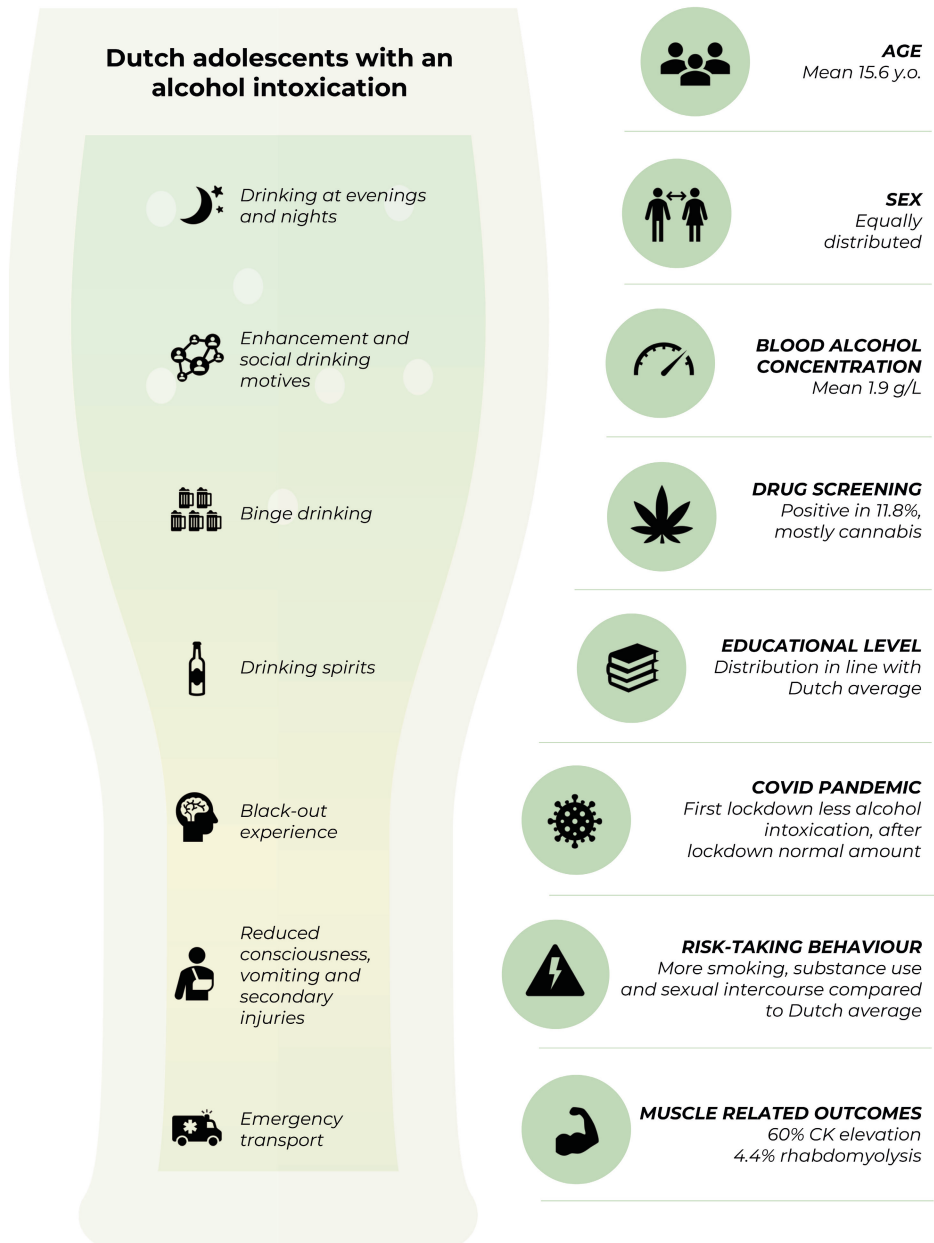 Dutch adolescents with an
alcohol intoxication
Drinking at evenings
and nights
Enhancement and
social drinking
motives
Binge drinking
Drinking spirits
Black-out
experience
Reduced
consciousness,
vomiting and
secondary
injuries
Emergency
transport
AGE
Mean 15.6 y.o.
SEX
Equally
distributed
BLOOD ALCOHOL
CONCENTRATION
Mean 1.9 g/L
DRUG SCREENING
Positive in 11.8%,
mostly cannabis
EDUCATIONAL LEVEL
Distribution in line with
Dutch average
COVID PANDEMIC
First lockdown less alcohol
intoxication, after
lockdown normal amount
RISK-TAKING BEHAVIOUR
More smoking, substance use
and sexual intercourse compared
to Dutch average
MUSCLE RELATED OUTCOMES
60% CK elevation
4.4% rhabdomyolysis